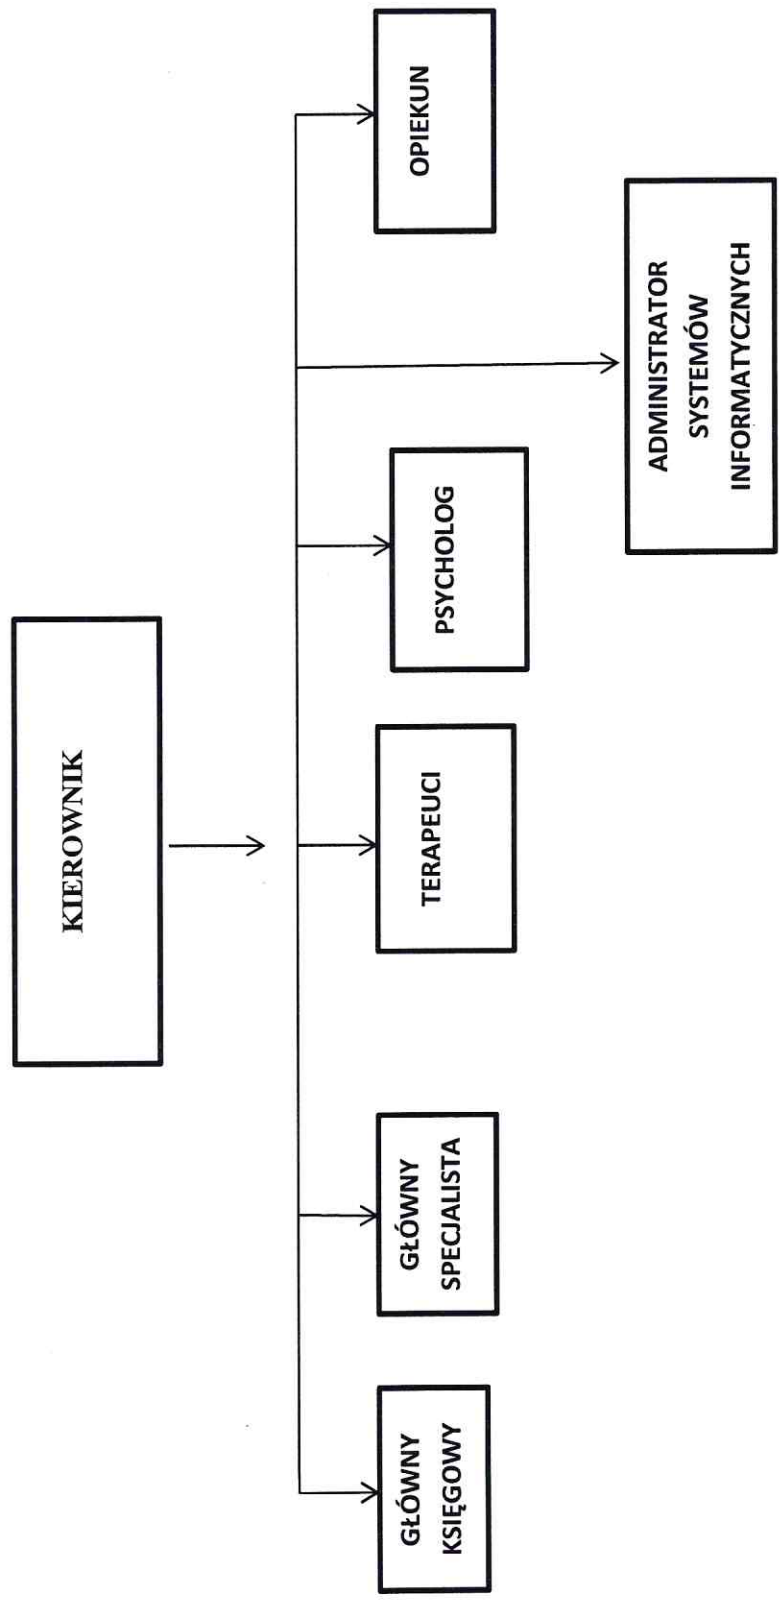 KIEROWNIK
GŁÓWNY
KSIĘGOWY
GŁÓWNY
SPECJALISTA
TERAPEUCI
PSYCHOLOG
ADMINISTRATOR
SYSTEMÓW
INFORMATYCZNYCH
OPIEKUN